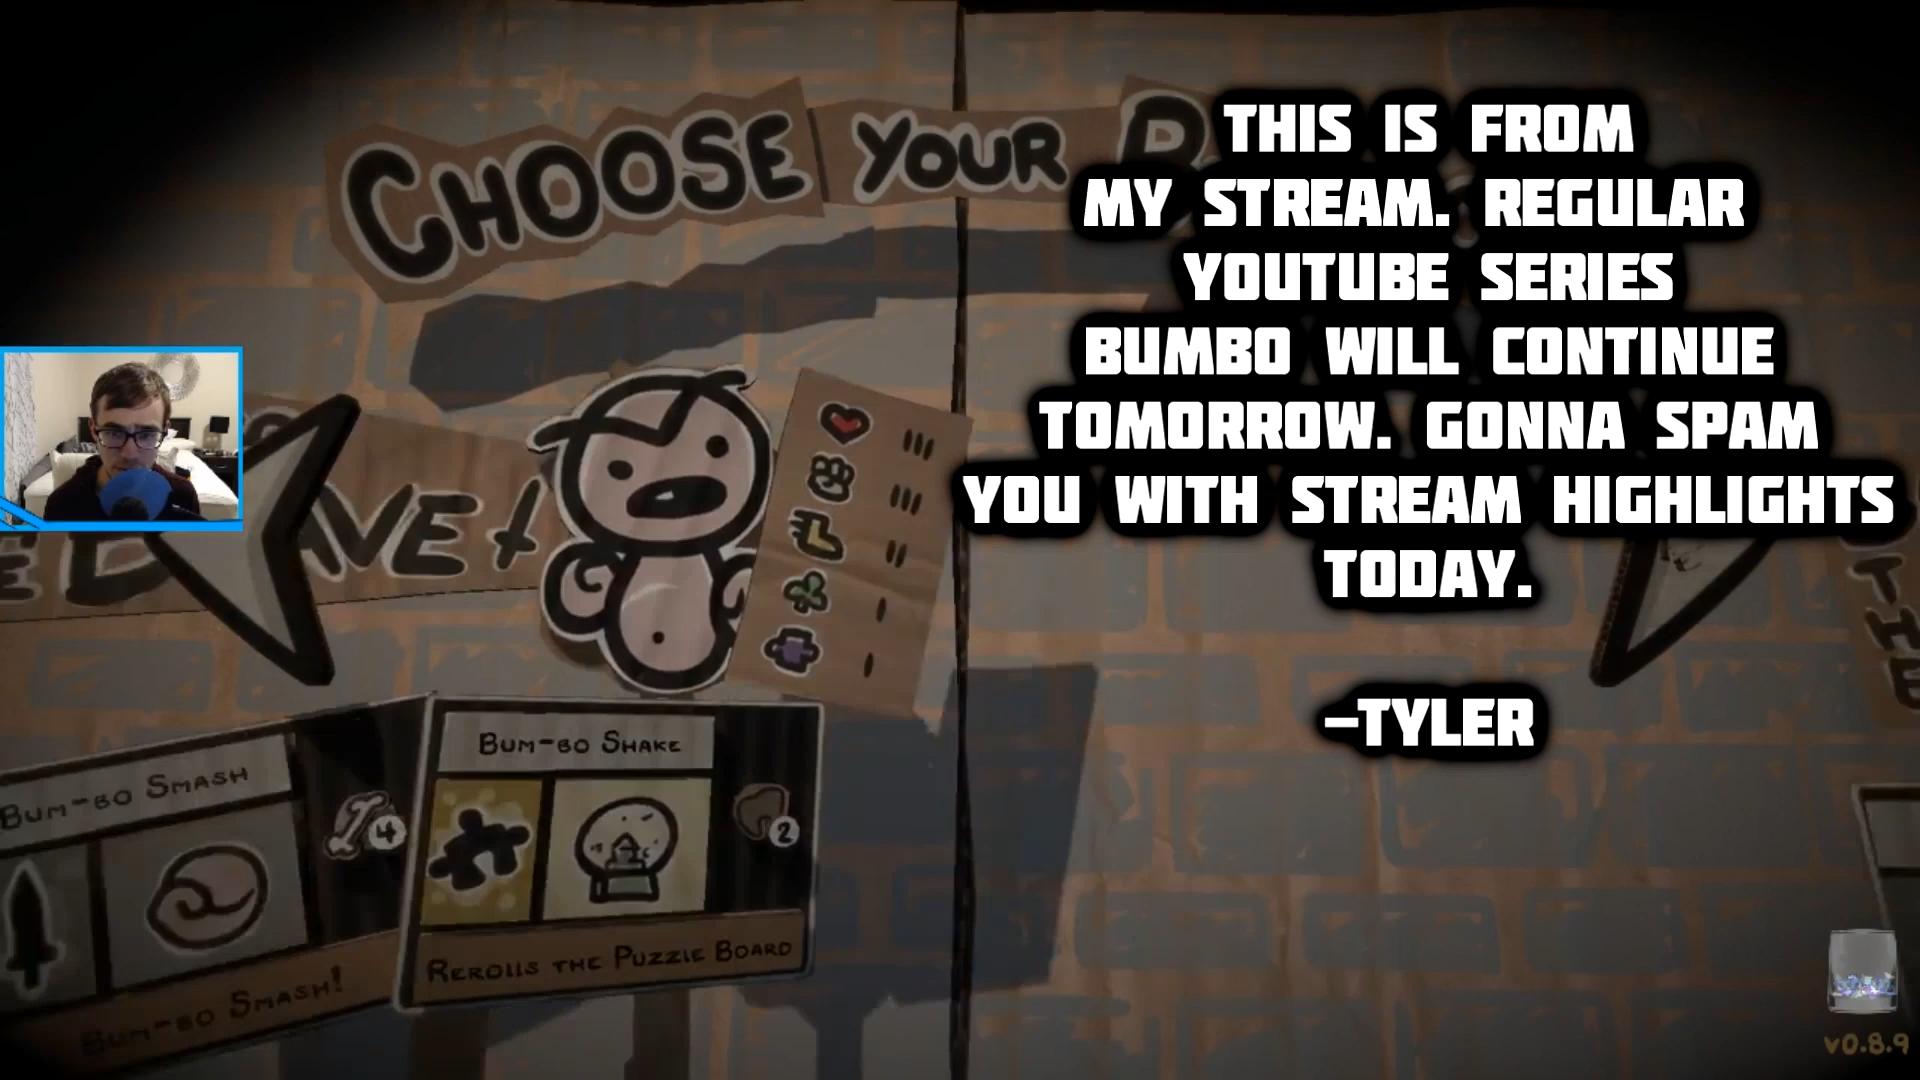 CHOOSE YOUR B
THIS IS FROM
MY STREAM. REGULAR
YOUTUBE SERIES
BUMBO WILL CONTINUE
TOMORROW. GONNA SPAM
YOU WITH STREAM HIGHLIGHTS
TODAY.
-TYLER
THE
BUM-BO SMASH
4
BUM-BO SMASH!
BUM-BO SHAKE
2
REROLLS THE PUZZLE BOARD
v0.8.9